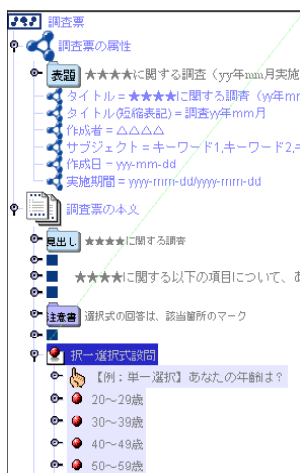 調査票
調査票の属性
表題 ★★★★に関する調査（yy年mm月実施
タイトル＝★★★★に関する調査（yy年mm
タイトル(短縮表記)＝調査yy年mm月
作成者＝△△△△
サブジェクト＝キーワード1,キーワード2,キ
作成日＝yyy-mm-dd
実施期間＝yyyy-mm-dd/yyyy-mm-dd
調査票の本文
見出し ★★★★に関する調査
★★★★に関する以下の項目について、あ
注意書 選択式の回答は、該当箇所のマーク
択一選択式設問
【例：単一選択】あなたの年齢は？
20～29歳
30～39歳
40～49歳
50～59歳